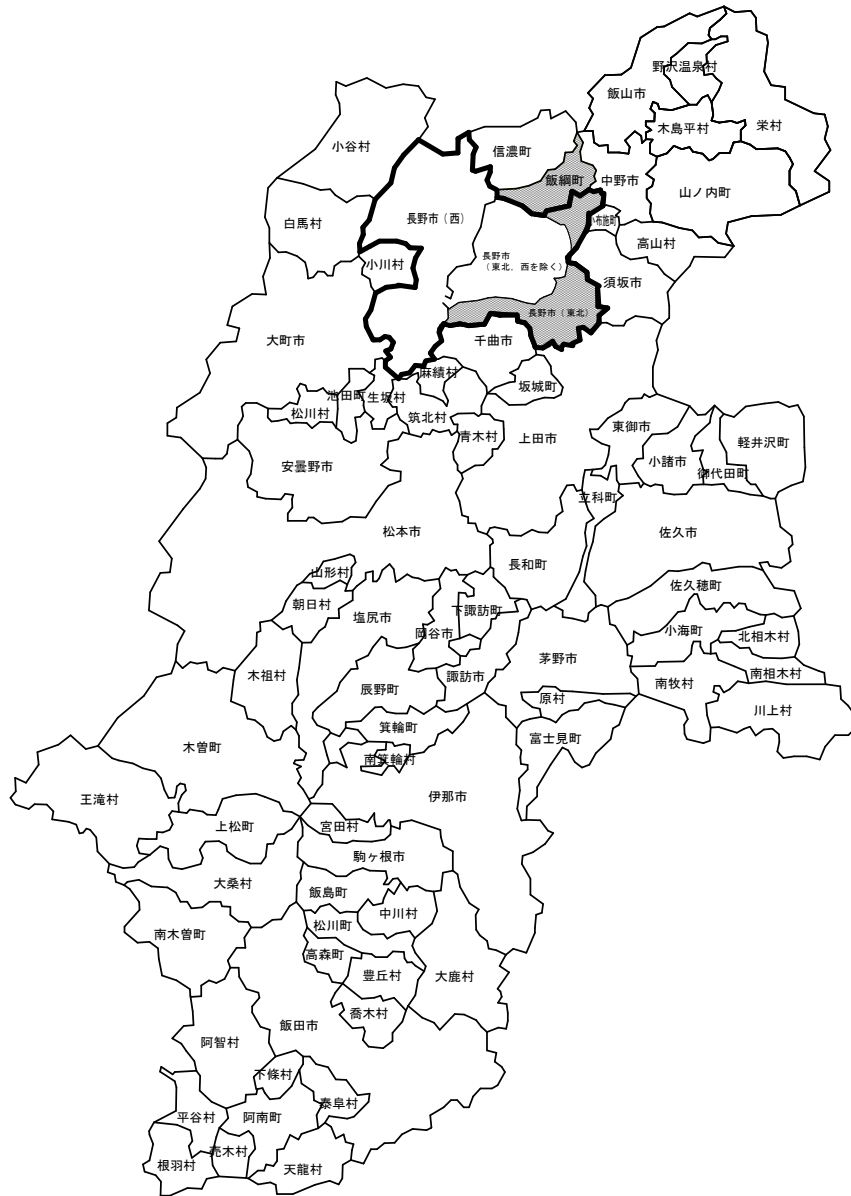 野沢温泉村
飯山市
栄村
木島平村
小谷村
信濃町
飯綱町
中野市
山ノ内町
白馬村
長野市（西）
小布施町
高山村
小川村
長野市
（東北，西を除く）
須坂市
長野市（東北）
大町市
千曲市
麻績村
坂城町
池田町
生坂村
松川村
筑北村
青木村
上田市
東御市
小諸市
御代田町
軽井沢町
安曇野市
立科町
松本市
佐久市
長和町
山形村
佐久穂町
朝日村
塩尻市
下諏訪町
岡谷市
小海町
北相木村
茅野市
木祖村
諏訪市
南牧村
南相木村
辰野町
原村
川上村
箕輪町
富士見町
木曽町
南箕輪村
王滝村
伊那市
上松町
宮田村
駒ヶ根市
大桑村
飯島町
中川村
松川町
南木曽町
高森町
豊丘村
大鹿村
喬木村
飯田市
阿智村
下條村
泰阜村
平谷村
阿南町
売木村
根羽村
天龍村